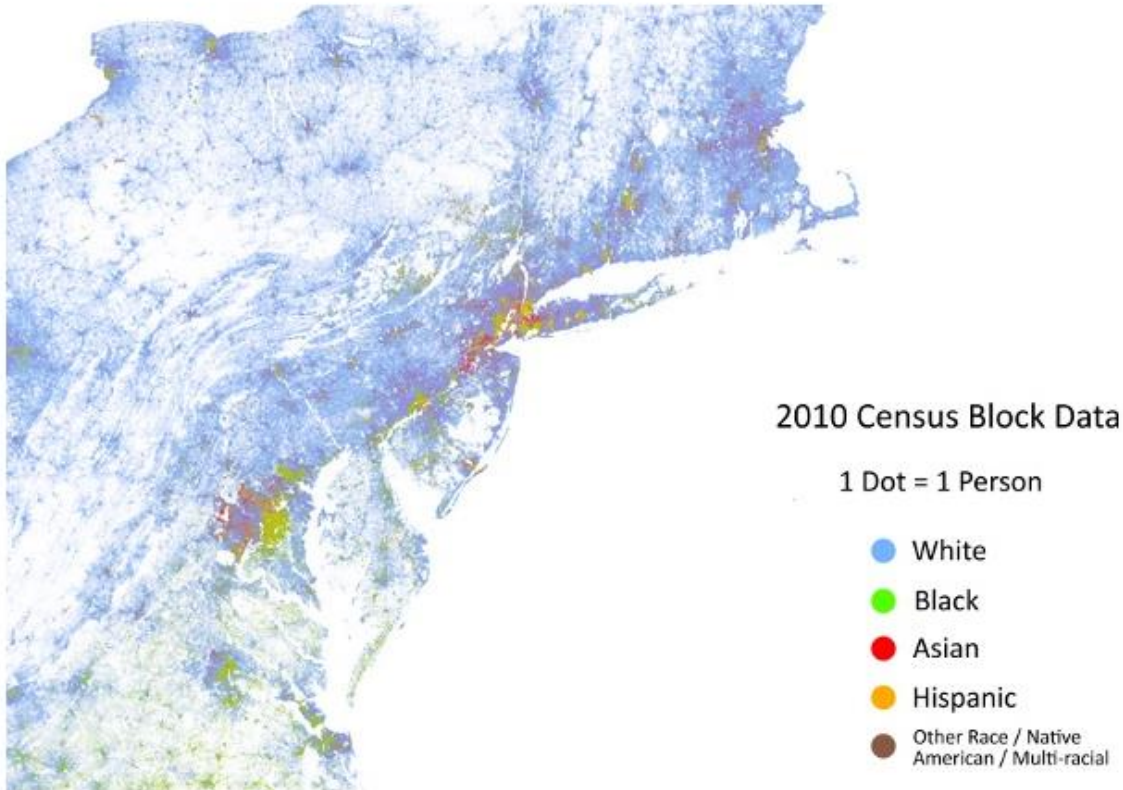 2010 Census Block Data
1 Dot = 1 Person
White
Black
Asian
Hispanic
Other Race / Native
American / Multi-racial